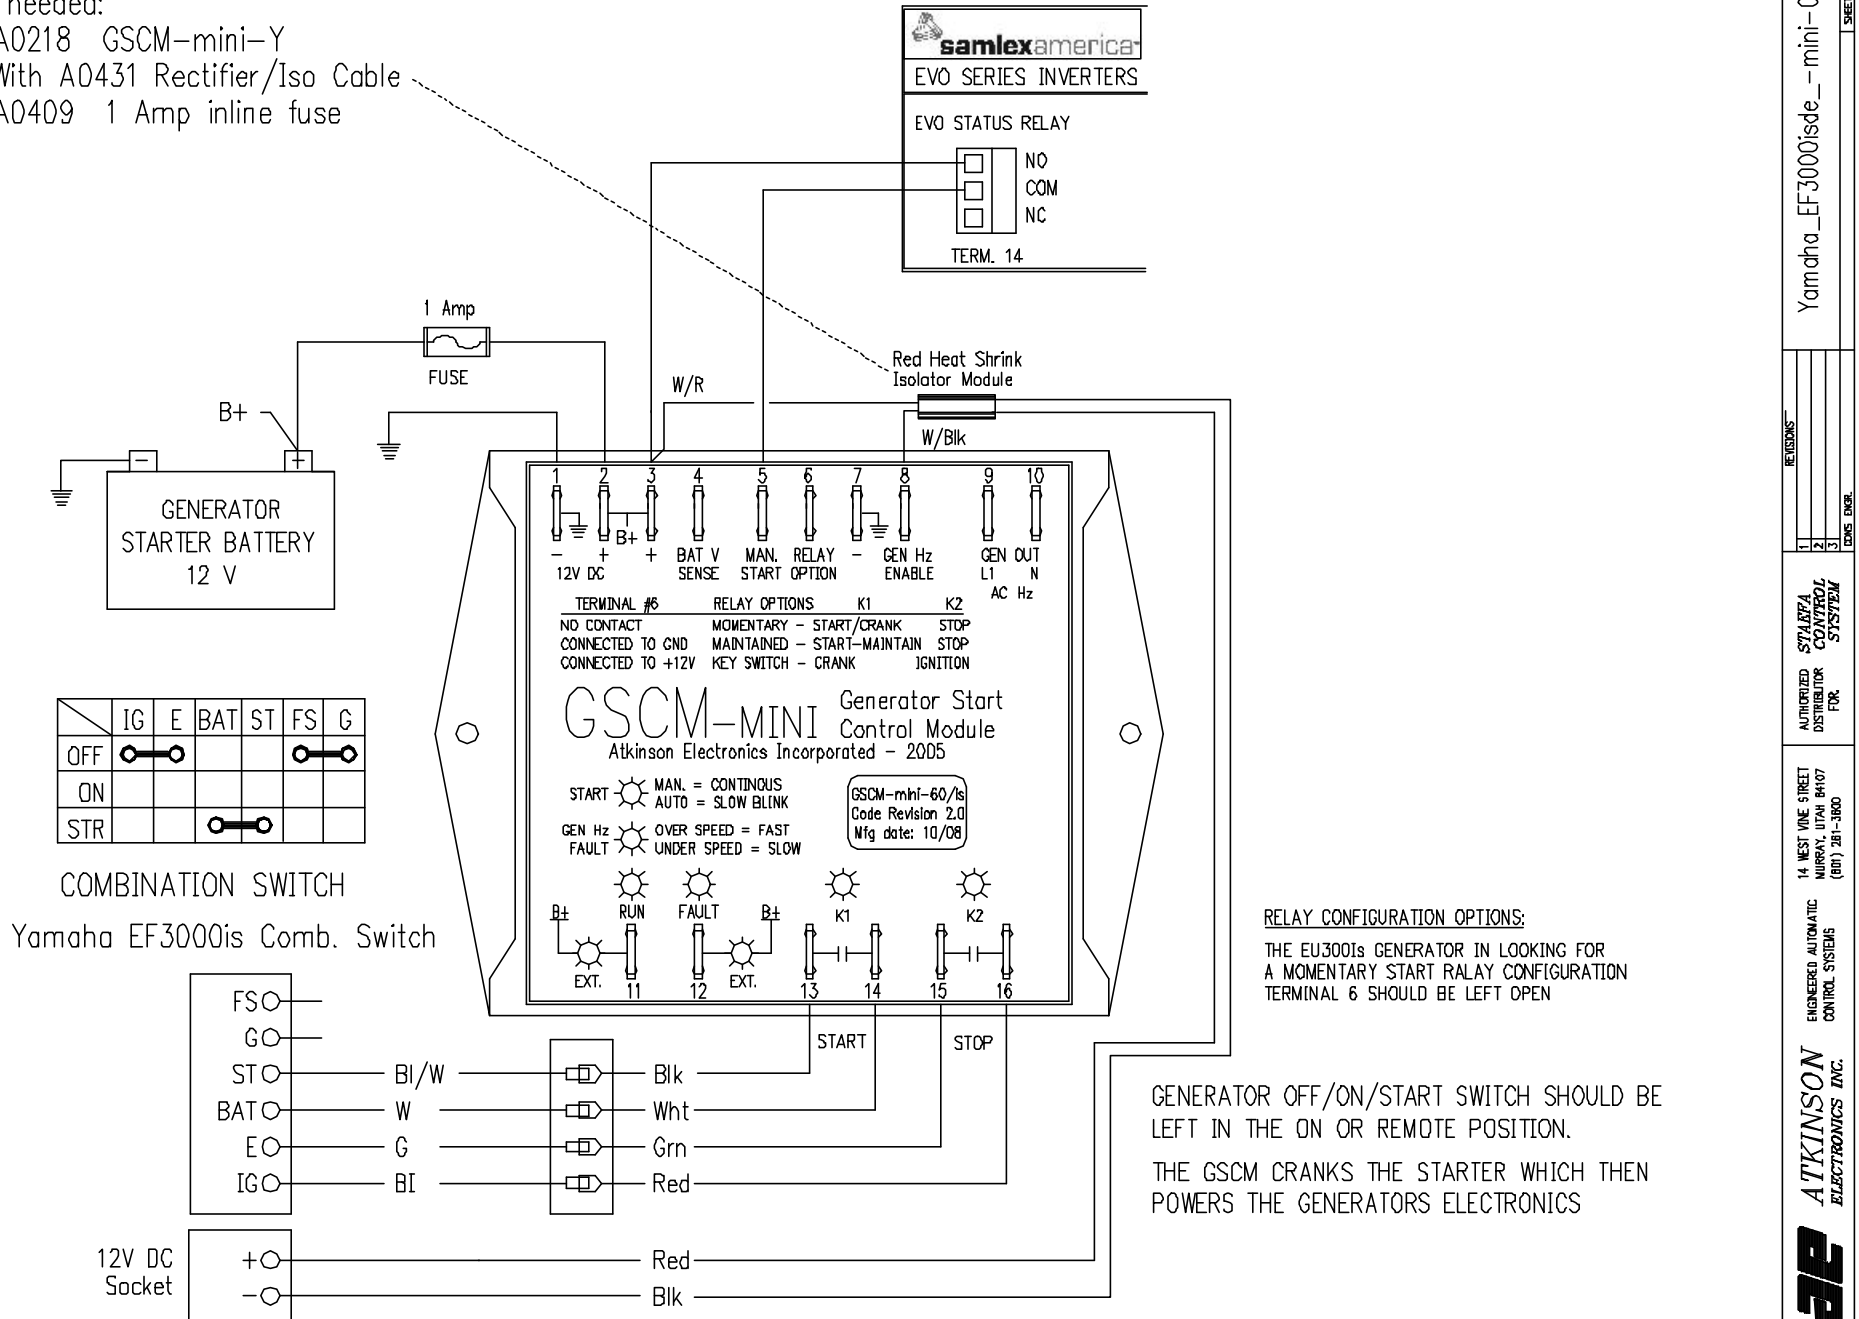 needed:
A0218 GSCM-mini-Y
With A0431 Rectifier/Iso Cable
A0409 1 Amp inline fuse
samlexamerica
EVO SERIES INVERTERS
EVO STATUS RELAY
NO
COM
NC
TERM. 14
1 Amp
FUSE
B+
W/R
Red Heat Shrink
Isolator Module
W/Blk
- +
GENERATOR
STARTER BATTERY
12 V
1 2 3 4 5 6 7 8 9 10
B+
- + + BAT V MAN. RELAY - GEN Hz GEN OUT
12V DC SENSE START OPTION ENABLE L1 N
AC Hz
TERMINAL #6 RELAY OPTIONS K1 K2
NO CONTACT MOMENTARY - START/CRANK STOP
CONNECTED TO GND MAINTAINED - START-MAINTAIN STOP
CONNECTED TO +12V KEY SWITCH - CRANK IGNITION
GSCM-MINI Generator Start
Control Module
Atkinson Electronics Incorporated - 2005
START MAN. = CONTINOUS
AUTO = SLOW BLINK
GEN Hz OVER SPEED = FAST
FAULT UNDER SPEED = SLOW
GSCM-mini-60/is
Code Revision 2.0
Mfg date: 10/08
B+ RUN FAULT B+ K1 K2
EXT. EXT.
11 12 13 14 15 16
START STOP
IG E BAT ST FS G
OFF
ON
STR
COMBINATION SWITCH
Yamaha EF3000is Comb. Switch
FS
G
ST Bl/W Blk
BAT W Wht
E G Grn
IG Bl Red
12V DC
Socket
+ Red
- Blk
RELAY CONFIGURATION OPTIONS:
THE EU300Is GENERATOR IN LOOKING FOR
A MOMENTARY START RALAY CONFIGURATION
TERMINAL 6 SHOULD BE LEFT OPEN
GENERATOR OFF/ON/START SWITCH SHOULD BE
LEFT IN THE ON OR REMOTE POSITION.
THE GSCM CRANKS THE STARTER WHICH THEN
POWERS THE GENERATORS ELECTRONICS
SHEET
Yamaha_EF3000isde_-mini-0
REVISIONS
1
2
3
CONS ENGR.
AUTHORIZED
DISTRIBUTOR
FOR.
STAEFA
CONTROL
SYSTEM
14 WEST VINE STREET
MURRAY, UTAH 84107
(801) 261-3600
ENGINEERED AUTOMATIC
CONTROL SYSTEMS
ATKINSON
ELECTRONICS INC.